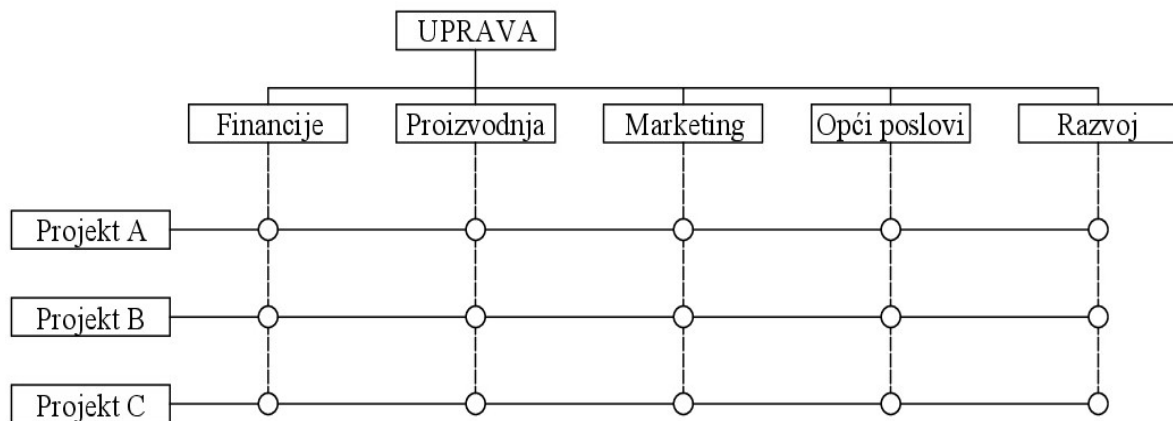 UPRAVA
Financije
Proizvodnja
Marketing
Opći poslovi
Razvoj
Projekt A
Projekt B
Projekt C